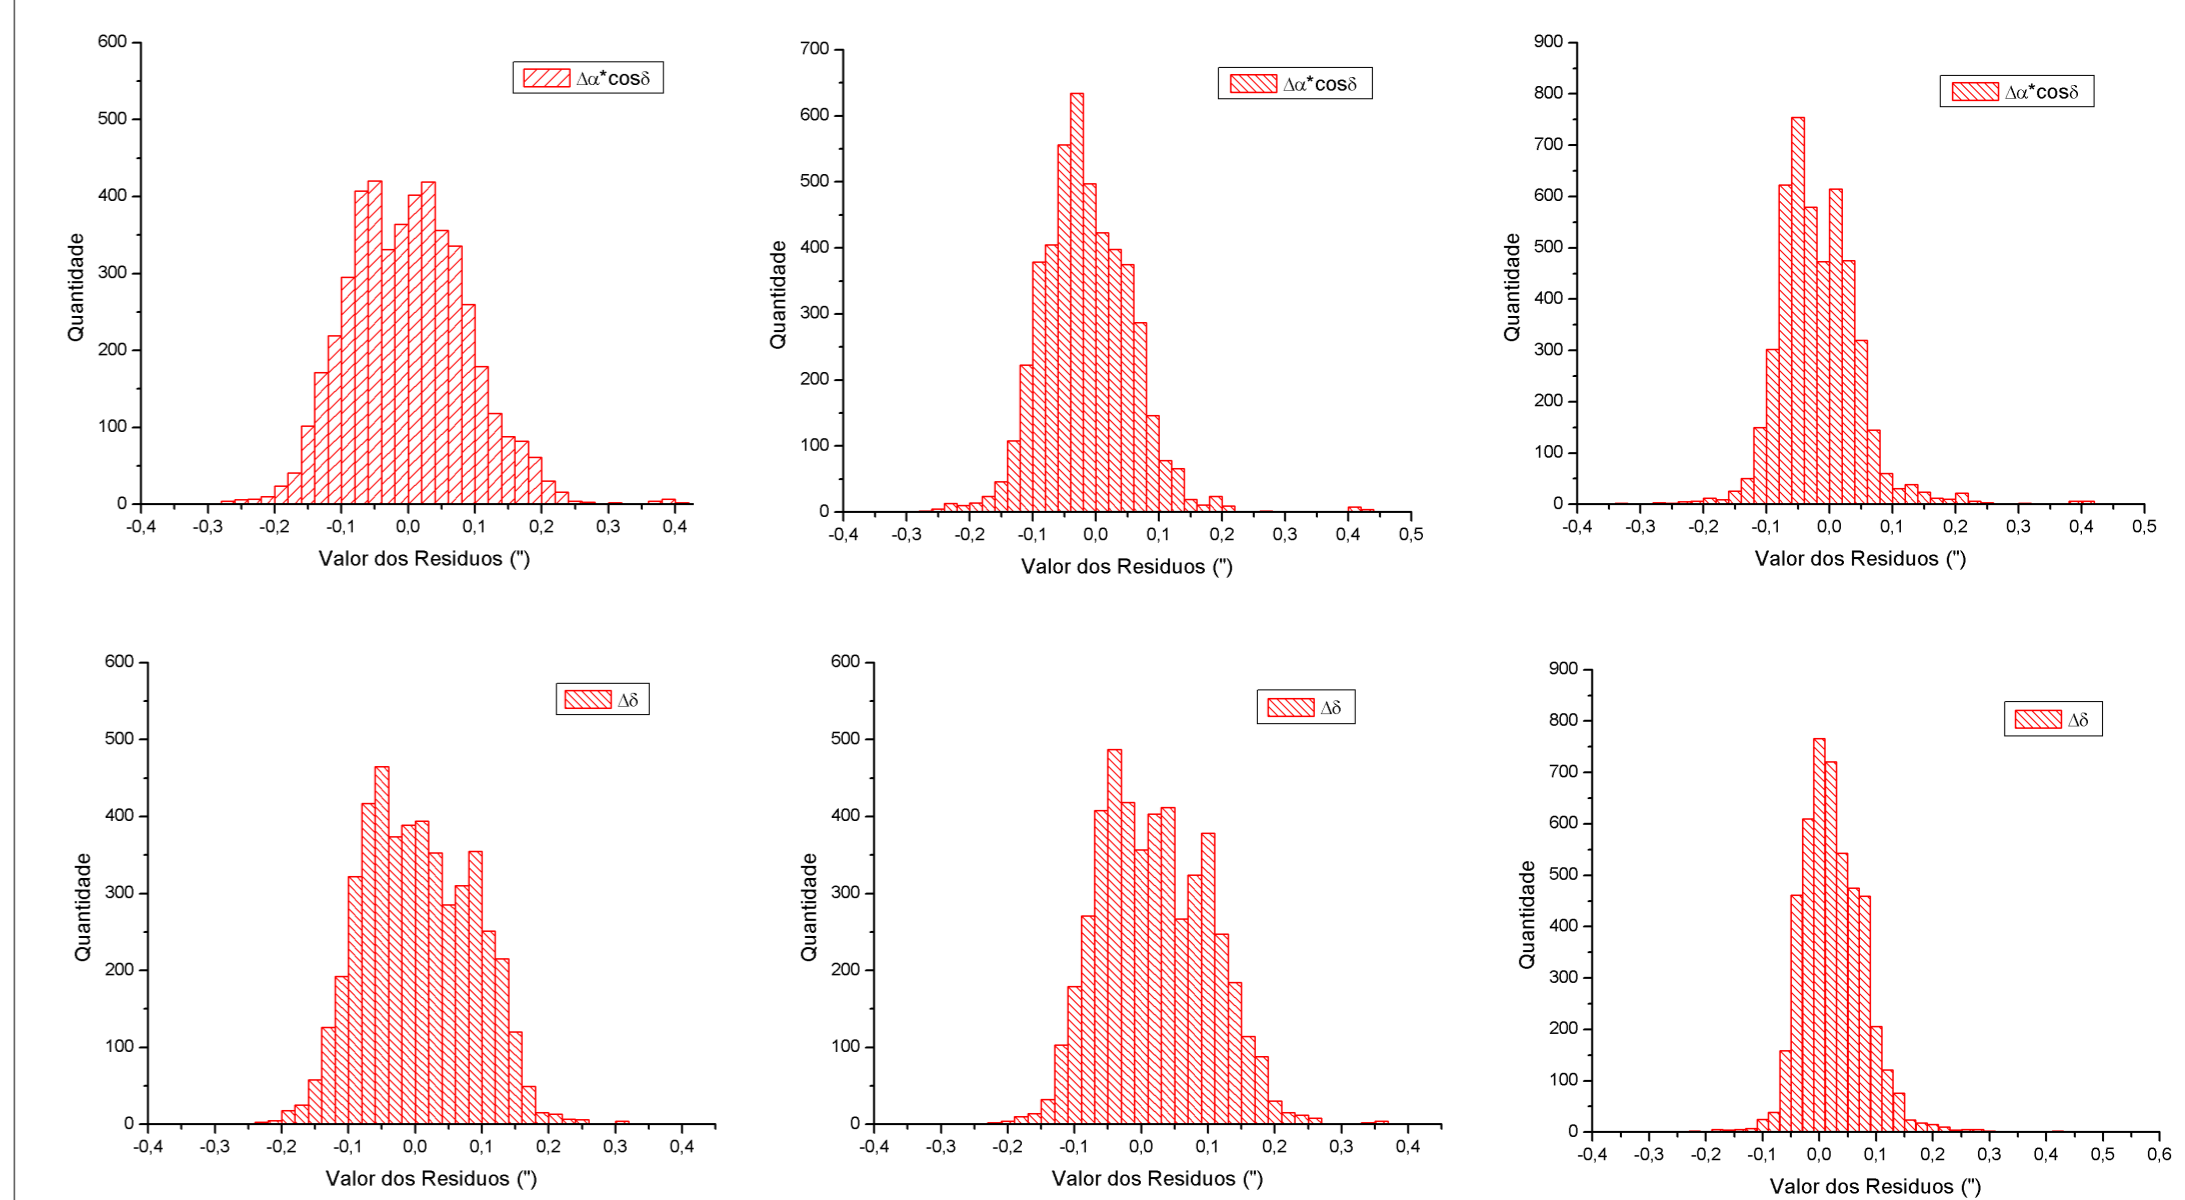 600
500
400
300
200
100
0
Quantidade
Δα*cosδ
-0,4 -0,3 -0,2 -0,1 0,0 0,1 0,2 0,3 0,4
Valor dos Residuos (")
700
600
500
400
300
200
100
0
Quantidade
Δα*cosδ
-0,4 -0,3 -0,2 -0,1 0,0 0,1 0,2 0,3 0,4 0,5
Valor dos Residuos (")
900
800
700
600
500
400
300
200
100
0
Quantidade
Δα*cosδ
-0,4 -0,3 -0,2 -0,1 0,0 0,1 0,2 0,3 0,4 0,5
Valor dos Residuos (")
600
500
400
300
200
100
0
Quantidade
Δδ
-0,4 -0,3 -0,2 -0,1 0,0 0,1 0,2 0,3 0,4
Valor dos Residuos (")
600
500
400
300
200
100
0
Quantidade
Δδ
-0,4 -0,3 -0,2 -0,1 0,0 0,1 0,2 0,3 0,4
Valor dos Residuos (")
900
800
700
600
500
400
300
200
100
0
Quantidade
Δδ
-0,4 -0,3 -0,2 -0,1 0,0 0,1 0,2 0,3 0,4 0,5 0,6
Valor dos Residuos (")